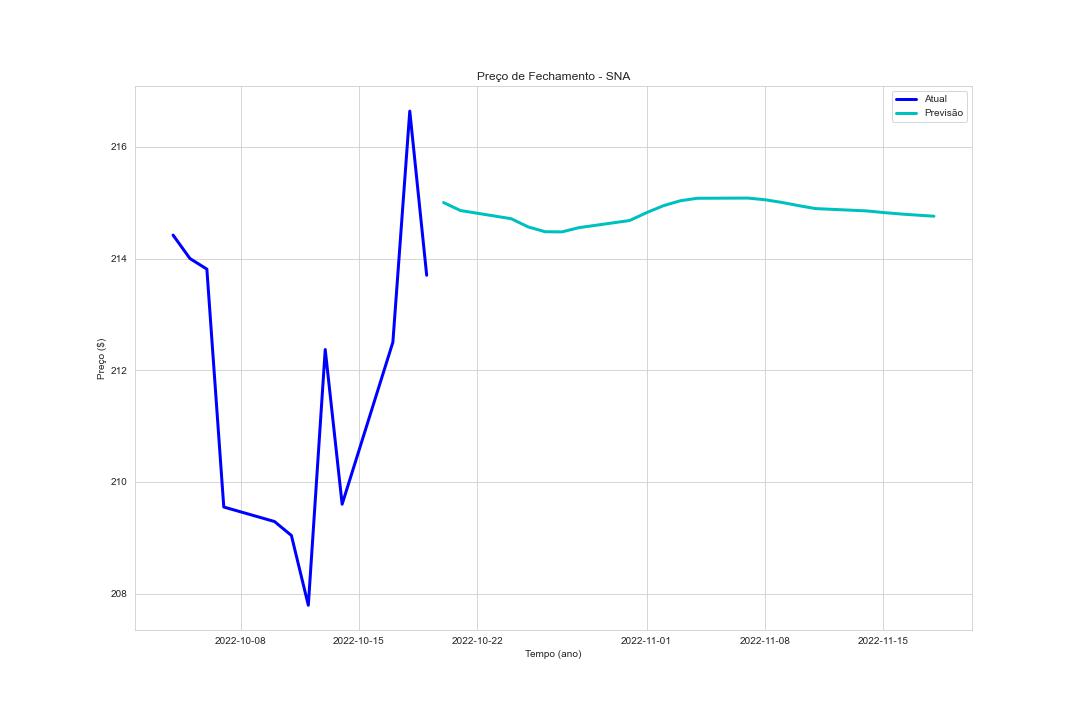 Preço de Fechamento - SNA
Atual
Previsão
216
214
212
210
208
Preço ($)
2022-10-08
2022-10-15
2022-10-22
2022-11-01
2022-11-08
2022-11-15
Tempo (ano)